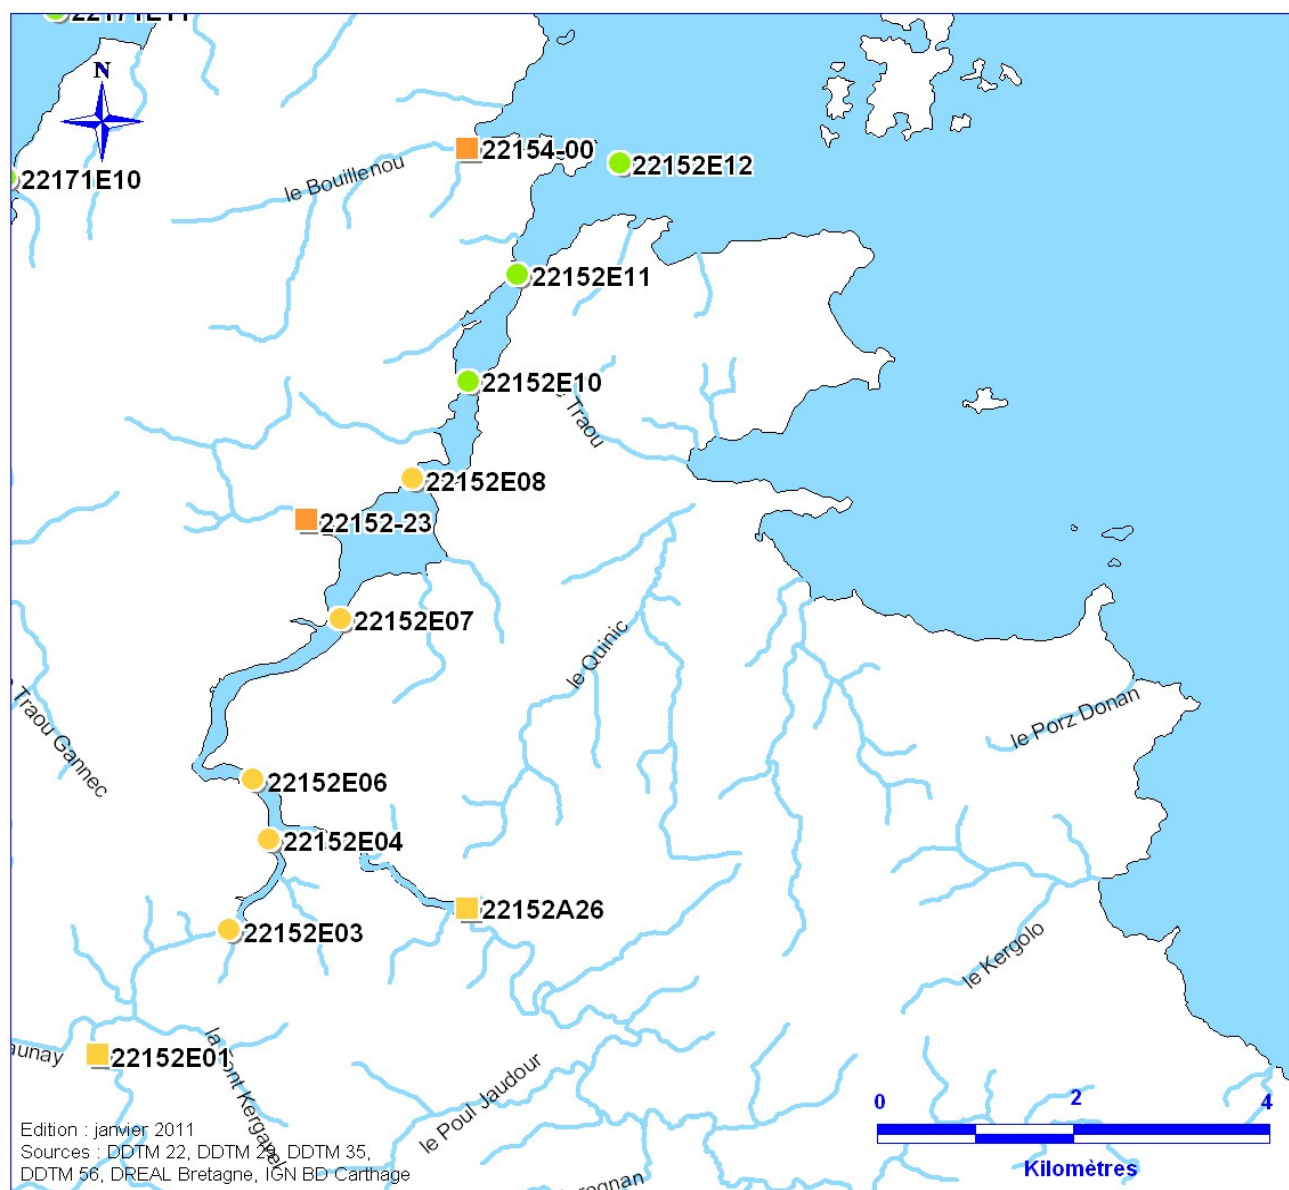 22171E11
N
22154-00
22152E12
le Bouillenou
22171E10
22152E11
22152E10
Traou
22152E08
22152-23
22152E07
le Quinic
Traou Gannec
le Porz Donan
22152E06
22152E04
22152A26
22152E03
le Kergolo
22152E01
le Poul Jaudour
0 2 4
Kilomètres
Edition : janvier 2011
Sources : DDTM 22, DDTM 29, DDTM 35,
DDTM 56, DREAL Bretagne, IGN BD Carthage